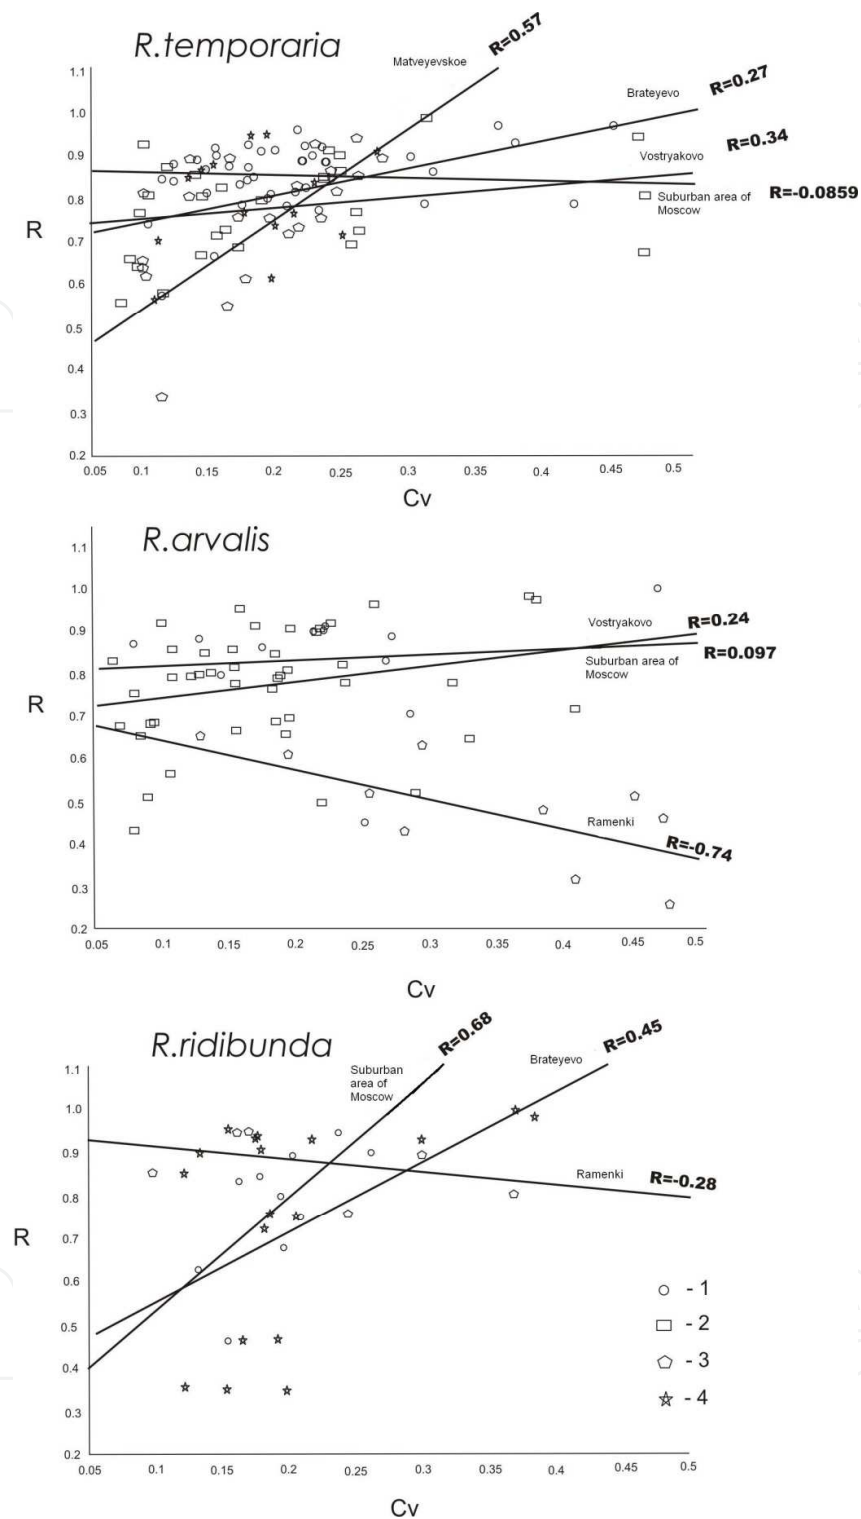 R.temporaria
R=0.57
Matveyevskoe
R=0.27
Brateyevo
R=0.34
Vostryakovo
R=-0.0859
Suburban area of
Moscow
1.1
1.0
0.9
0.8
0.7
0.6
0.5
0.4
0.3
0.2
R
0.05 0.1 0.15 0.2 0.25 0.3 0.35 0.4 0.45 0.5
Cv
R.arvalis
Vostryakovo
R=0.24
R=0.097
Suburban area of
Moscow
Ramenki
R=-0.74
1.1
1.0
0.9
0.8
0.7
0.6
0.5
0.4
0.3
0.2
R
0.05 0.1 0.15 0.2 0.25 0.3 0.35 0.4 0.45 0.5
Cv
R.ridibunda
R=0.68
Suburban
area of
Moscow
R=0.45
Brateyevo
Ramenki
R=-0.28
1.1
1.0
0.9
0.8
0.7
0.6
0.5
0.4
0.3
0.2
R
- 1
- 2
- 3
- 4
0.05 0.1 0.15 0.2 0.25 0.3 0.35 0.4 0.45 0.5
Cv